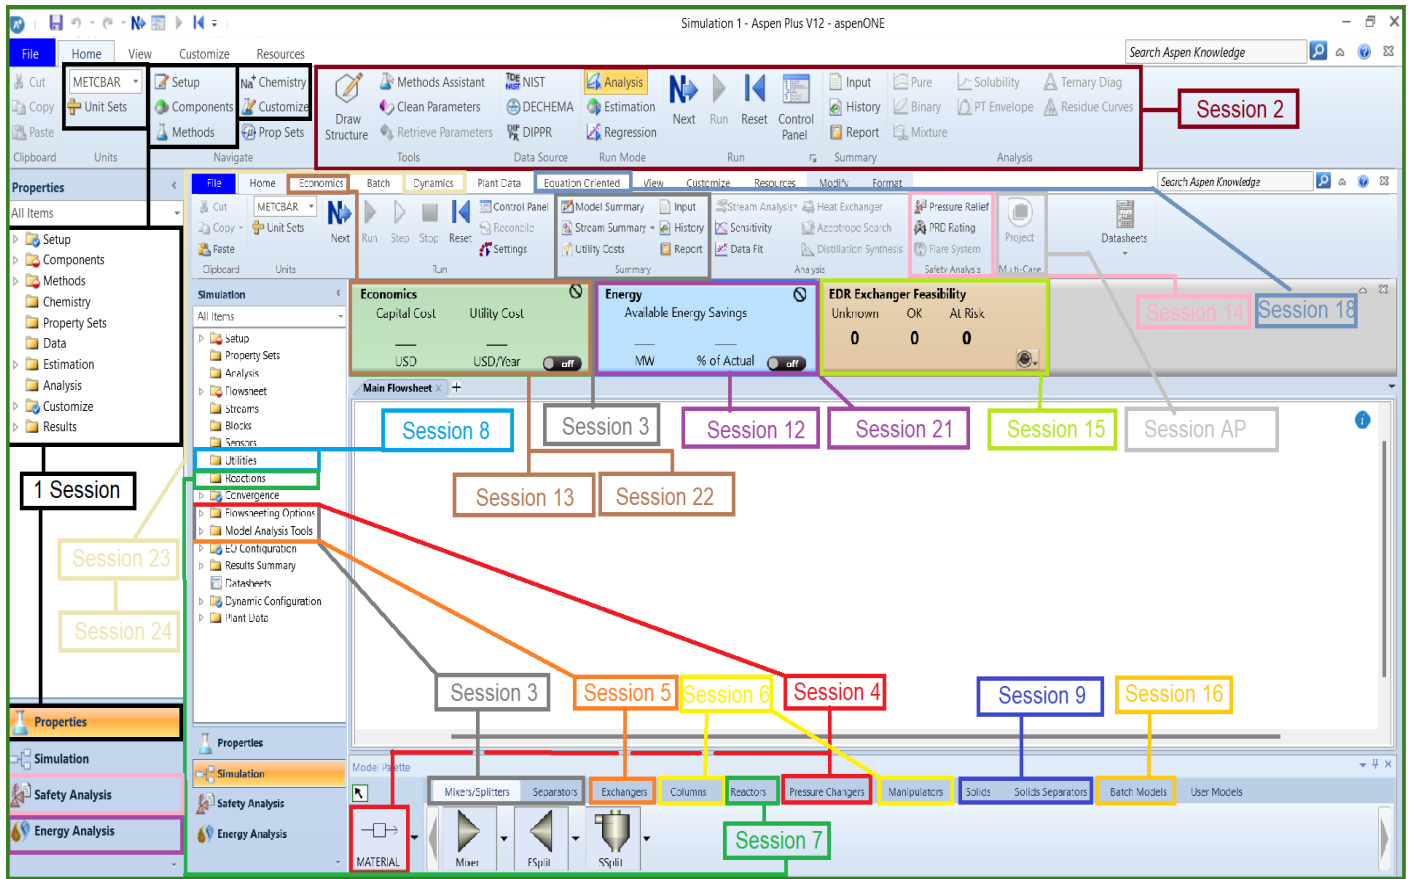 Simulation 1 - Aspen Plus V12 - aspenONE
File Home View Customize Resources Search Aspen Knowledge
Cut METCBAR Setup Na+ Chemistry Methods Assistant TDE NIST NIST Analysis Input Pure Solubility Ternary Diag
Copy Unit Sets Components Customize Clean Parameters DECHEMA Estimation History Binary PT Envelope Residue Curves
Paste Methods Prop Sets Draw Structure Retrieve Parameters DIPPR Regression Next Run Reset Control Panel Report Mixture
Session 2
Clipboard Units Navigate Tools Data Source Run Mode Run Summary Analysis
Properties
All Items
Setup
Components
Methods
Chemistry
Property Sets
Data
Estimation
Analysis
Customize
Results
1 Session
Session 23
Session 24
Properties
Simulation
Safety Analysis
Energy Analysis
File Home Economics Batch Dynamics Plant Data Equation Oriented View Customize Resources Modify Format Search Aspen Knowledge
Cut METCBAR Control Panel Model Summary Input Stream Analysis Heat Exchanger Pressure Relief
Copy Unit Sets Reconcile Stream Summary History Sensitivity Azeotrope Search PRD Rating
Paste Next Run Step Stop Reset Settings Utility Costs Report Data Fit Distillation Synthesis Flare System Project Datasheets
Clipboard Units Run Summary Analysis Safety Analysis Multi-Case
Simulation
All Items
Setup
Property Sets
Analysis
Flowsheet
Streams
Blocks
Sensors
Utilities
Reactions
Convergence
Flowsheeting Options
Model Analysis Tools
EO Configuration
Results Summary
Datasheets
Dynamic Configuration
Plant Data
Properties
Simulation
Safety Analysis
Energy Analysis
Economics
Capital Cost Utility Cost
USD USD/Year off
Energy
Available Energy Savings
MW % of Actual off
EDR Exchanger Feasibility
Unknown OK At Risk
0 0 0
Session 14 Session 18
Main Flowsheet × +
Session 8 Session 3 Session 12 Session 21 Session 15 Session AP
Session 13 Session 22
Session 3 Session 5 Session 6 Session 4 Session 9 Session 16
Model Palette
Mixers/Splitters Separators Exchangers Columns Reactors Pressure Changers Manipulators Solids Solids Separators Batch Models User Models
Session 7
MATERIAL Mixer FSplit SSplit